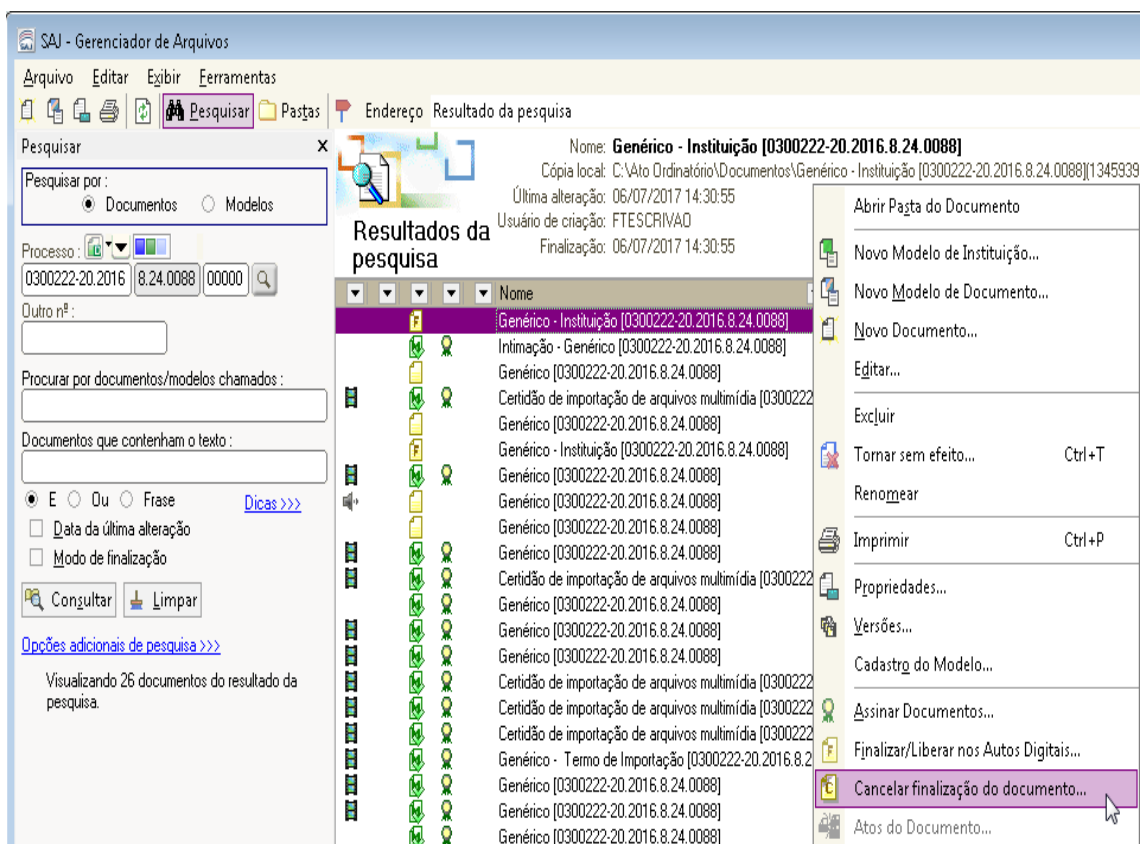 SAJ - Gerenciador de Arquivos
Arquivo Editar Exibir Ferramentas
Pesquisar Pastas Endereço Resultado da pesquisa
Pesquisar x
Pesquisar por :
Documentos Modelos
Processo :
0300222-20.2016 8.24.0088 00000
Outro nº :
Procurar por documentos/modelos chamados :
Documentos que contenham o texto :
E Ou Frase Dicas >>>
Data da última alteração
Modo de finalização
Consultar Limpar
Opções adicionais de pesquisa >>>
Visualizando 26 documentos do resultado da
pesquisa.
Resultados da
pesquisa
Nome: Genérico - Instituição [0300222-20.2016.8.24.0088]
Cópia local: C:\Ato Ordinatório\Documentos\Genérico - Instituição [0300222-20.2016.8.24.0088](1345939
Última alteração: 06/07/2017 14:30:55
Usuário de criação: FTESCRIVAO
Finalização: 06/07/2017 14:30:55
Nome
Genérico - Instituição [0300222-20.2016.8.24.0088]
Intimação - Genérico [0300222-20.2016.8.24.0088]
Genérico [0300222-20.2016.8.24.0088]
Certidão de importação de arquivos multimídia [0300222
Genérico [0300222-20.2016.8.24.0088]
Genérico - Instituição [0300222-20.2016.8.24.0088]
Genérico [0300222-20.2016.8.24.0088]
Genérico [0300222-20.2016.8.24.0088]
Genérico [0300222-20.2016.8.24.0088]
Genérico [0300222-20.2016.8.24.0088]
Certidão de importação de arquivos multimídia [0300222
Genérico [0300222-20.2016.8.24.0088]
Genérico [0300222-20.2016.8.24.0088]
Genérico [0300222-20.2016.8.24.0088]
Certidão de importação de arquivos multimídia [0300222
Certidão de importação de arquivos multimídia [0300222
Certidão de importação de arquivos multimídia [0300222
Genérico - Termo de Importação [0300222-20.2016.8.2
Genérico [0300222-20.2016.8.24.0088]
Genérico [0300222-20.2016.8.24.0088]
Genérico [0300222-20.2016.8.24.0088]
Abrir Pasta do Documento
Novo Modelo de Instituição...
Novo Modelo de Documento...
Novo Documento...
Editar...
Excluir
Tornar sem efeito... Ctrl+T
Renomear
Imprimir Ctrl+P
Propriedades...
Versões...
Cadastro do Modelo...
Assinar Documentos...
Finalizar/Liberar nos Autos Digitais...
Cancelar finalização do documento...
Atos do Documento...